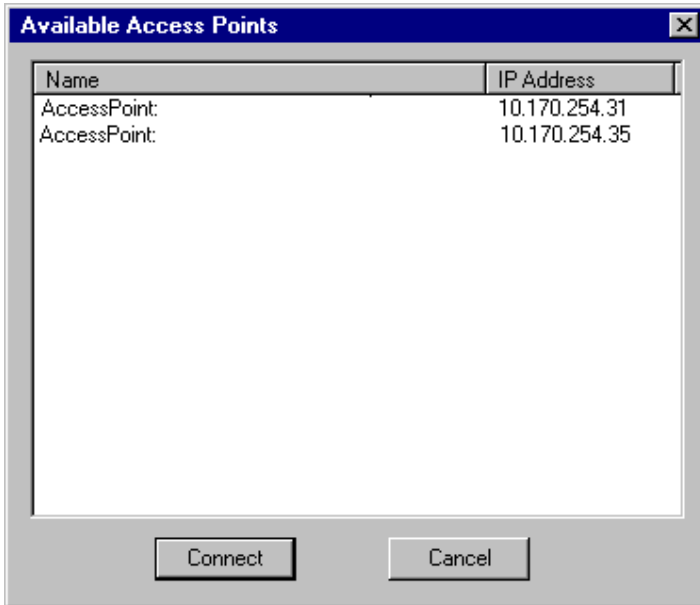 Available Access Points
Name IP Address
AccessPoint: 10.170.254.31
AccessPoint: 10.170.254.35
Connect Cancel